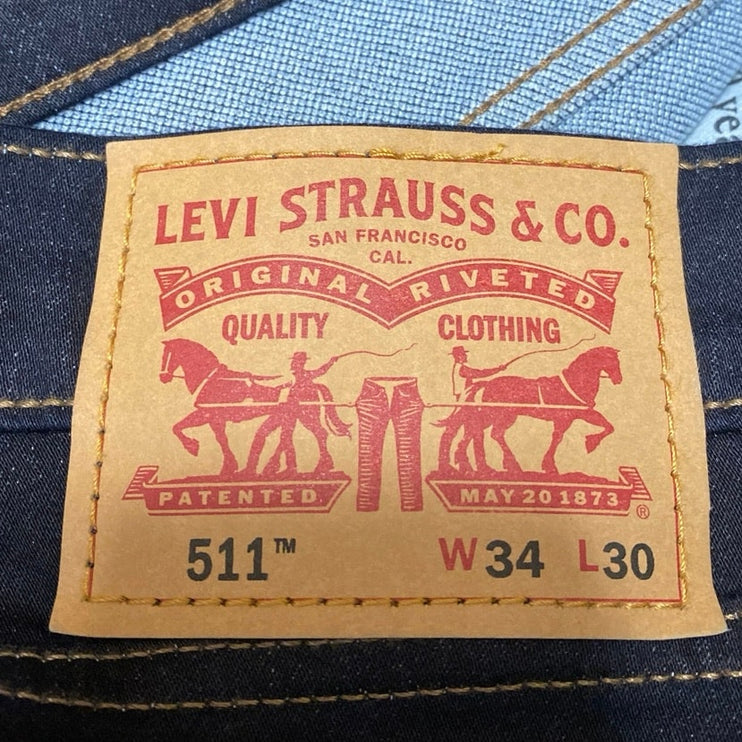 LEVI STRAUSS & CO.
SAN FRANCISCO
CAL.
ORIGINAL RIVETED
QUALITY CLOTHING
PATENTED MAY 20 1873 ®
511™ W34 L30